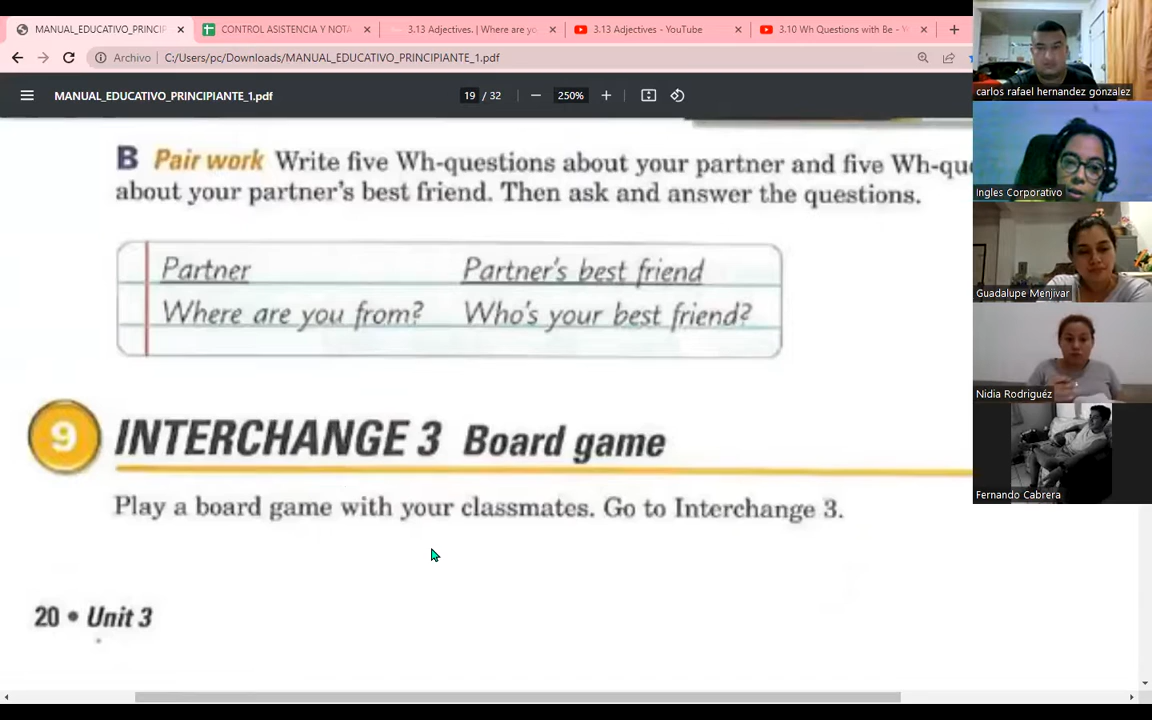 MANUAL_EDUCATIVO_PRINCIP
CONTROL ASISTENCIA Y NOTA
3.13 Adjectives. | Where are yo
3.13 Adjectives - YouTube
3.10 Wh Questions with Be - Y
Archivo
C:/Users/pc/Downloads/MANUAL_EDUCATIVO_PRINCIPIANTE_1.pdf
MANUAL_EDUCATIVO_PRINCIPIANTE_1.pdf
19 / 32
250%
B Pair work Write five Wh-questions about your partner and five Wh-que
about your partner's best friend. Then ask and answer the questions.
Partner Partner's best friend
Where are you from? Who's your best friend?
9 INTERCHANGE 3 Board game
Play a board game with your classmates. Go to Interchange 3.
20 • Unit 3
carlos rafael hernandez gonzalez
Ingles Corporativo
Guadalupe Menjivar
Nidia Rodriguéz
Fernando Cabrera